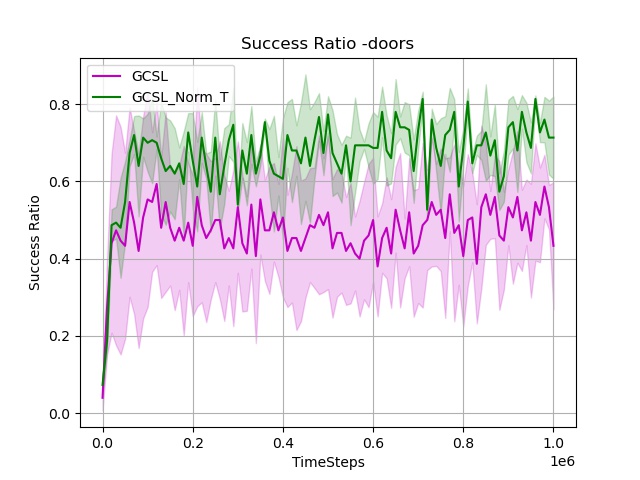 Success Ratio -doors
GCSL
GCSL_Norm_T
Success Ratio
0.8
0.6
0.4
0.2
0.0
0.0 0.2 0.4 0.6 0.8 1.0
1e6
TimeSteps